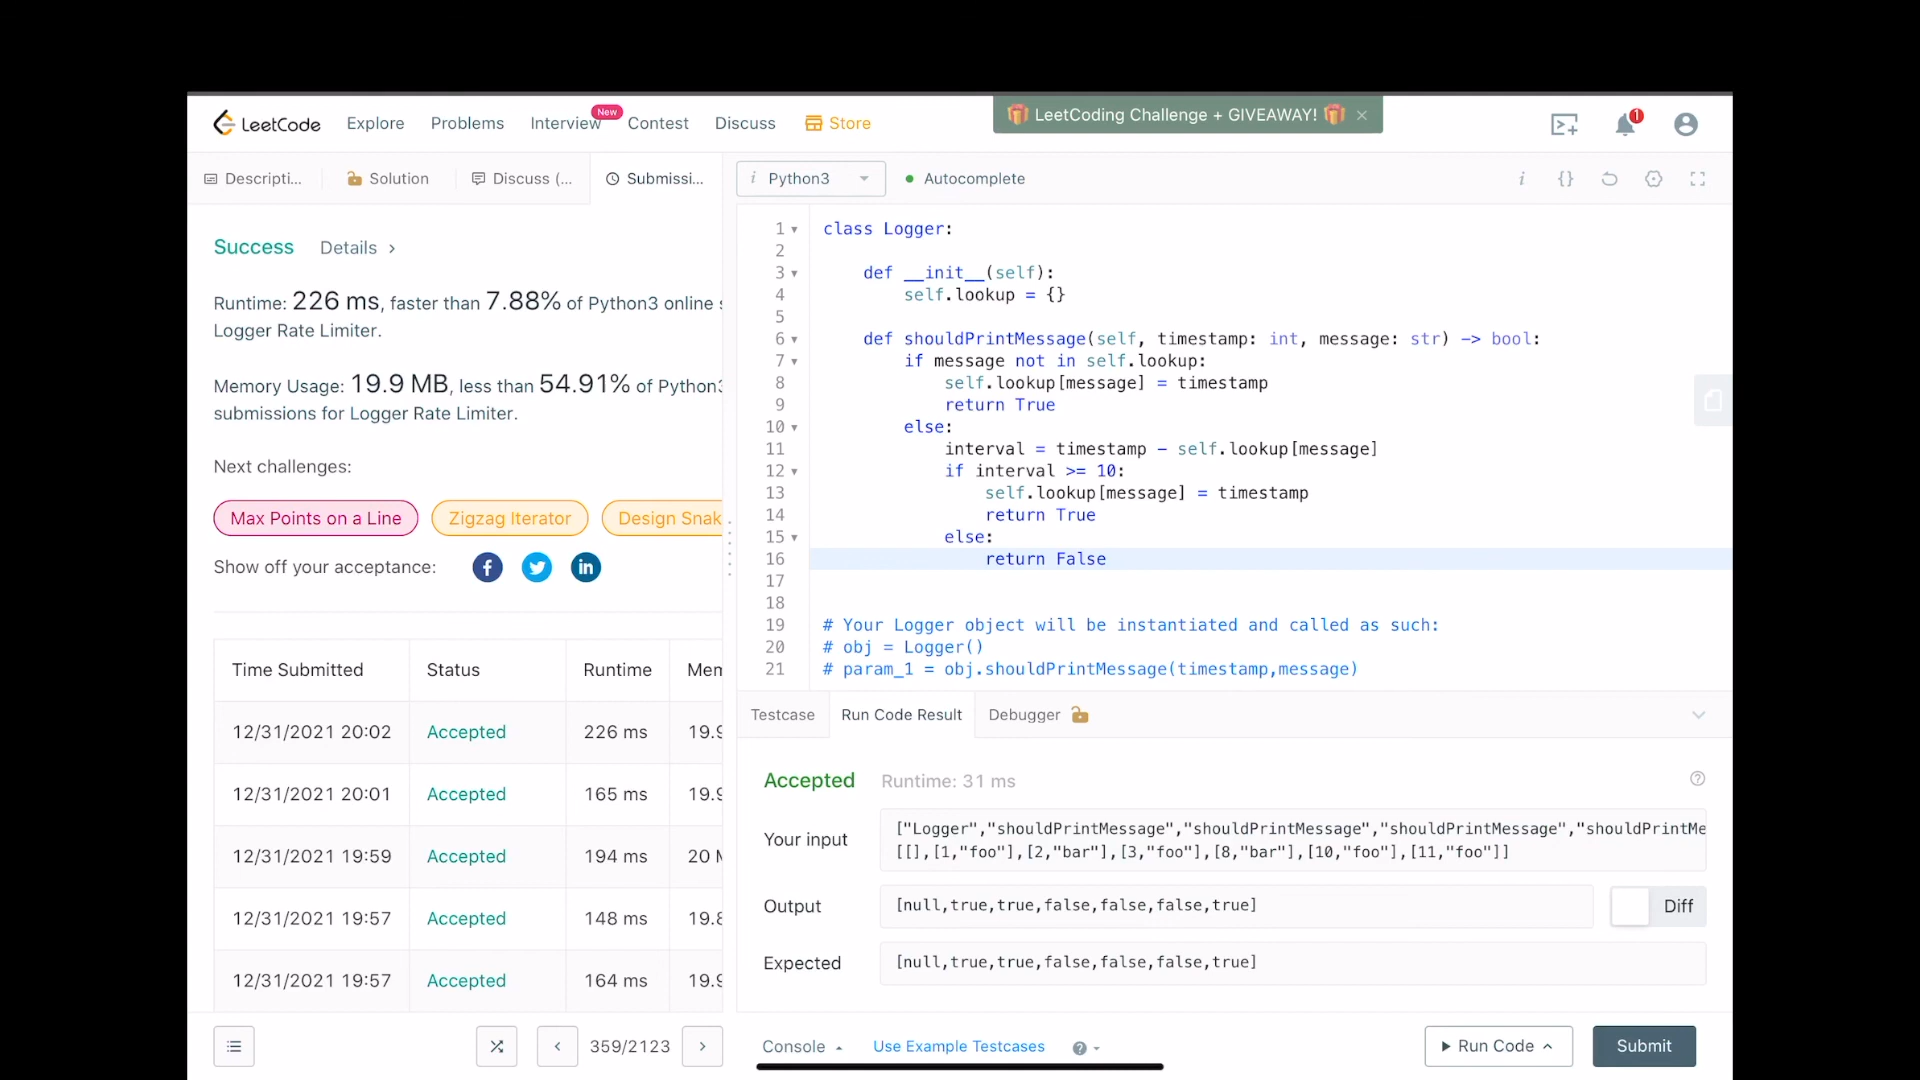 LeetCode
Explore
Problems
Interview
New
Contest
Discuss
Store
LeetCoding Challenge + GIVEAWAY!
1
Descripti...
Solution
Discuss (...
Submissi...
Success
Details
Runtime: 226 ms, faster than 7.88% of Python3 online
Logger Rate Limiter.
Memory Usage: 19.9 MB, less than 54.91% of Python3
submissions for Logger Rate Limiter.
Next challenges:
Max Points on a Line
Zigzag Iterator
Design Snak
Show off your acceptance:
Time Submitted Status Runtime Mem
12/31/2021 20:02 Accepted 226 ms 19.9
12/31/2021 20:01 Accepted 165 ms 19.9
12/31/2021 19:59 Accepted 194 ms 20
12/31/2021 19:57 Accepted 148 ms 19.8
12/31/2021 19:57 Accepted 164 ms 19.9
359/2123
i Python3
Autocomplete
i {}
1 class Logger:
2
3 def __init__(self):
4 self.lookup = {}
5
6 def shouldPrintMessage(self, timestamp: int, message: str) -> bool:
7 if message not in self.lookup:
8 self.lookup[message] = timestamp
9 return True
10 else:
11 interval = timestamp - self.lookup[message]
12 if interval >= 10:
13 self.lookup[message] = timestamp
14 return True
15 else:
16 return False
17
18
19 # Your Logger object will be instantiated and called as such:
20 # obj = Logger()
21 # param_1 = obj.shouldPrintMessage(timestamp,message)
Testcase
Run Code Result
Debugger
Accepted
Runtime: 31 ms
Your input
["Logger","shouldPrintMessage","shouldPrintMessage","shouldPrintMessage","shouldPrintMe
[[],[1,"foo"],[2,"bar"],[3,"foo"],[8,"bar"],[10,"foo"],[11,"foo"]]
Output
[null,true,true,false,false,false,true]
Diff
Expected
[null,true,true,false,false,false,true]
Console
Use Example Testcases
Run Code
Submit